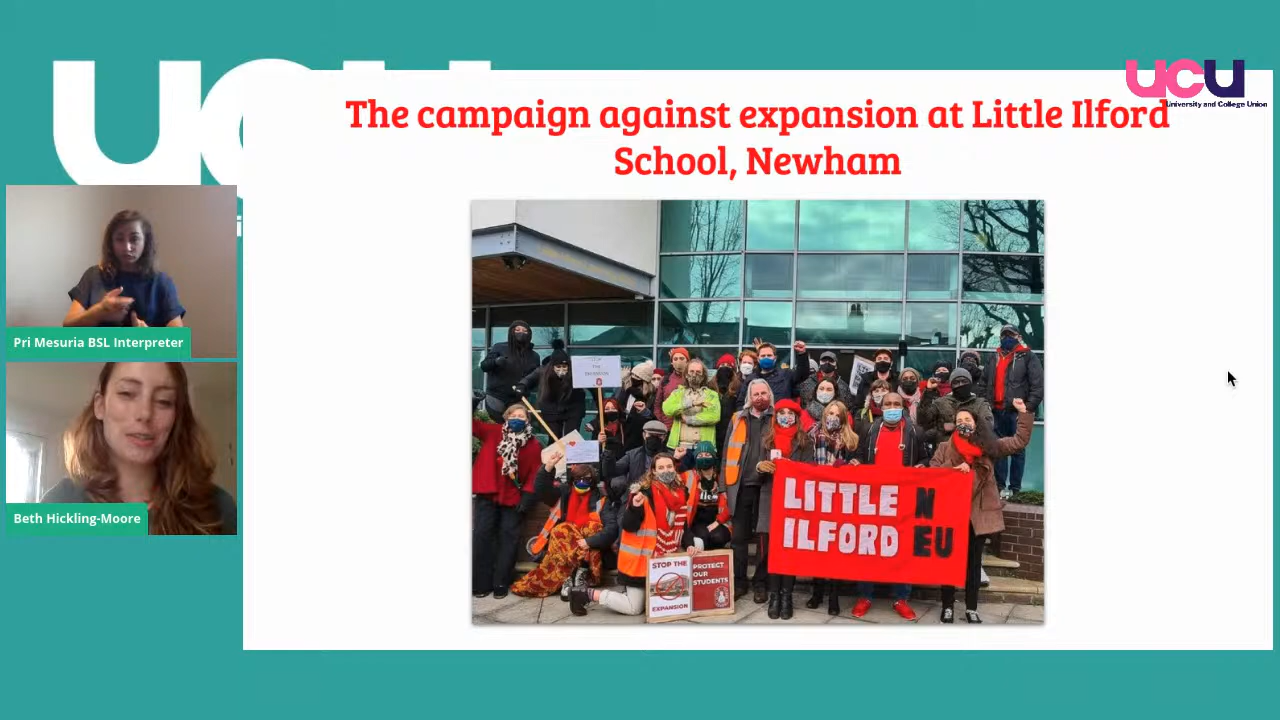 ucu
University and College Union
The campaign against expansion at Little Ilford
School, Newham
Pri Mesuria BSL Interpreter
Beth Hickling-Moore
LITTLE N
ILFORD EU
STOP THE
EXPANSION
PROTECT
OUR
STUDENTS